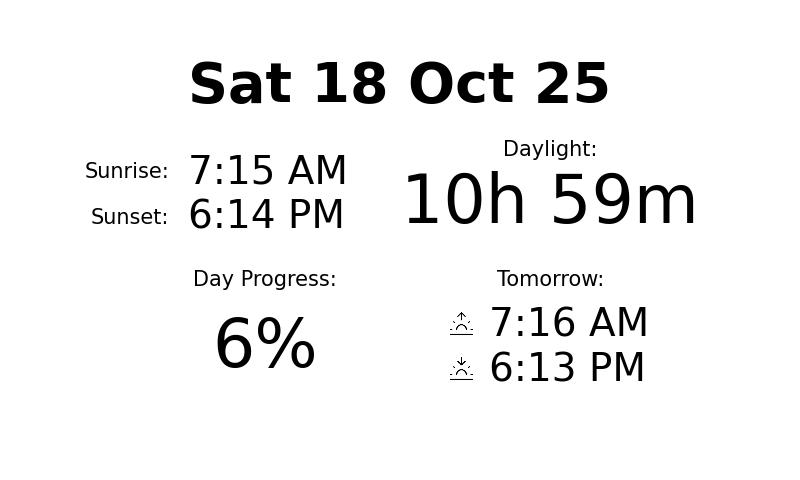 Sat 18 Oct 25
Sunrise: 7:15 AM
Sunset: 6:14 PM
Daylight:
10h 59m
Day Progress:
6%
Tomorrow:
7:16 AM
6:13 PM